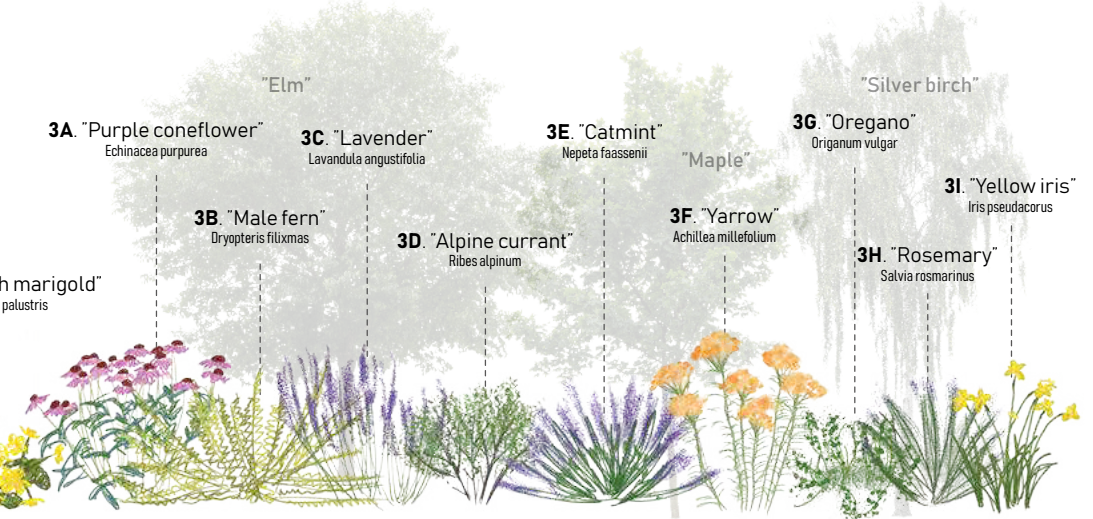 "Elm"
"Silver birch"
3A. "Purple coneflower"
Echinacea purpurea
3C. "Lavender"
Lavandula angustifolia
3E. "Catmint"
Nepeta faassenii
"Maple"
3G. "Oregano"
Origanum vulgar
3B. "Male fern"
Dryopteris filixmas
3D. "Alpine currant"
Ribes alpinum
3F. "Yarrow"
Achillea millefolium
3I. "Yellow iris"
Iris pseudacorus
3H. "Rosemary"
Salvia rosmarinus
h marigold"
palustris